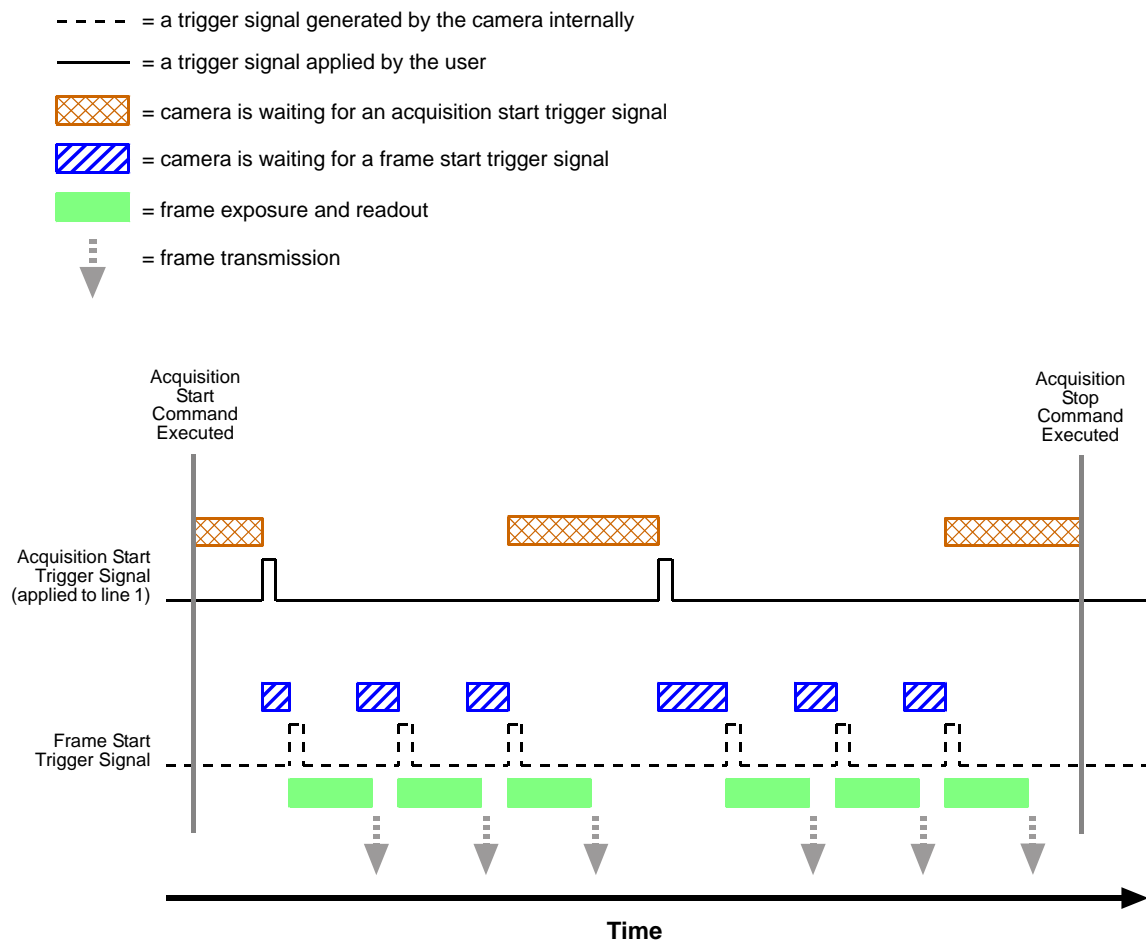 = a trigger signal generated by the camera internally
= a trigger signal applied by the user
= camera is waiting for an acquisition start trigger signal
= camera is waiting for a frame start trigger signal
= frame exposure and readout
= frame transmission
Acquisition
Start
Command
Executed
Acquisition
Stop
Command
Executed
Acquisition Start
Trigger Signal
(applied to line 1)
Frame Start
Trigger Signal
Time